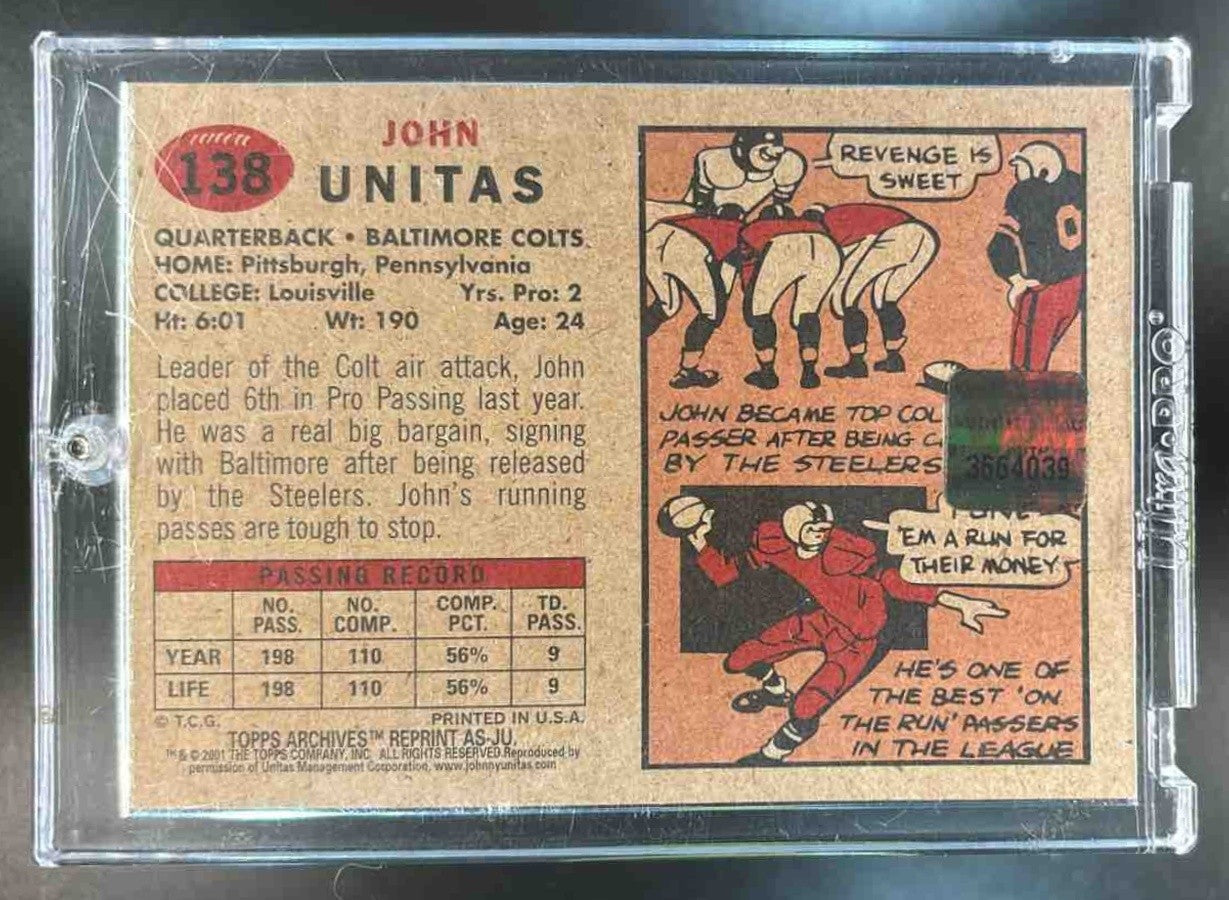 138
JOHN
UNITAS
QUARTERBACK • BALTIMORE COLTS
HOME: Pittsburgh, Pennsylvania
COLLEGE: Louisville Yrs. Pro: 2
Ht: 6:01 Wt: 190 Age: 24
Leader of the Colt air attack, John
placed 6th in Pro Passing last year.
He was a real big bargain, signing
with Baltimore after being released
by the Steelers. John's running
passes are tough to stop.
PASSING RECORD
NO. PASS. NO. COMP. COMP. PCT. TD. PASS.
YEAR 198 110 56% 9
LIFE 198 110 56% 9
© T.C.G. PRINTED IN U.S.A.
TOPPS ARCHIVES™ REPRINT AS-JU.
™ & © 2001 THE TOPPS COMPANY, INC. ALL RIGHTS RESERVED. Reproduced by
permission of Unitas Management Corporation, www.johnnyunitas.com
REVENGE IS
SWEET
0
JOHN BECAME TOP COL
PASSER AFTER BEING
BY THE STEELERS
3664039
'EM A RUN FOR
THEIR MONEY
HE'S ONE OF
THE BEST 'ON
THE RUN' PASSERS
IN THE LEAGUE